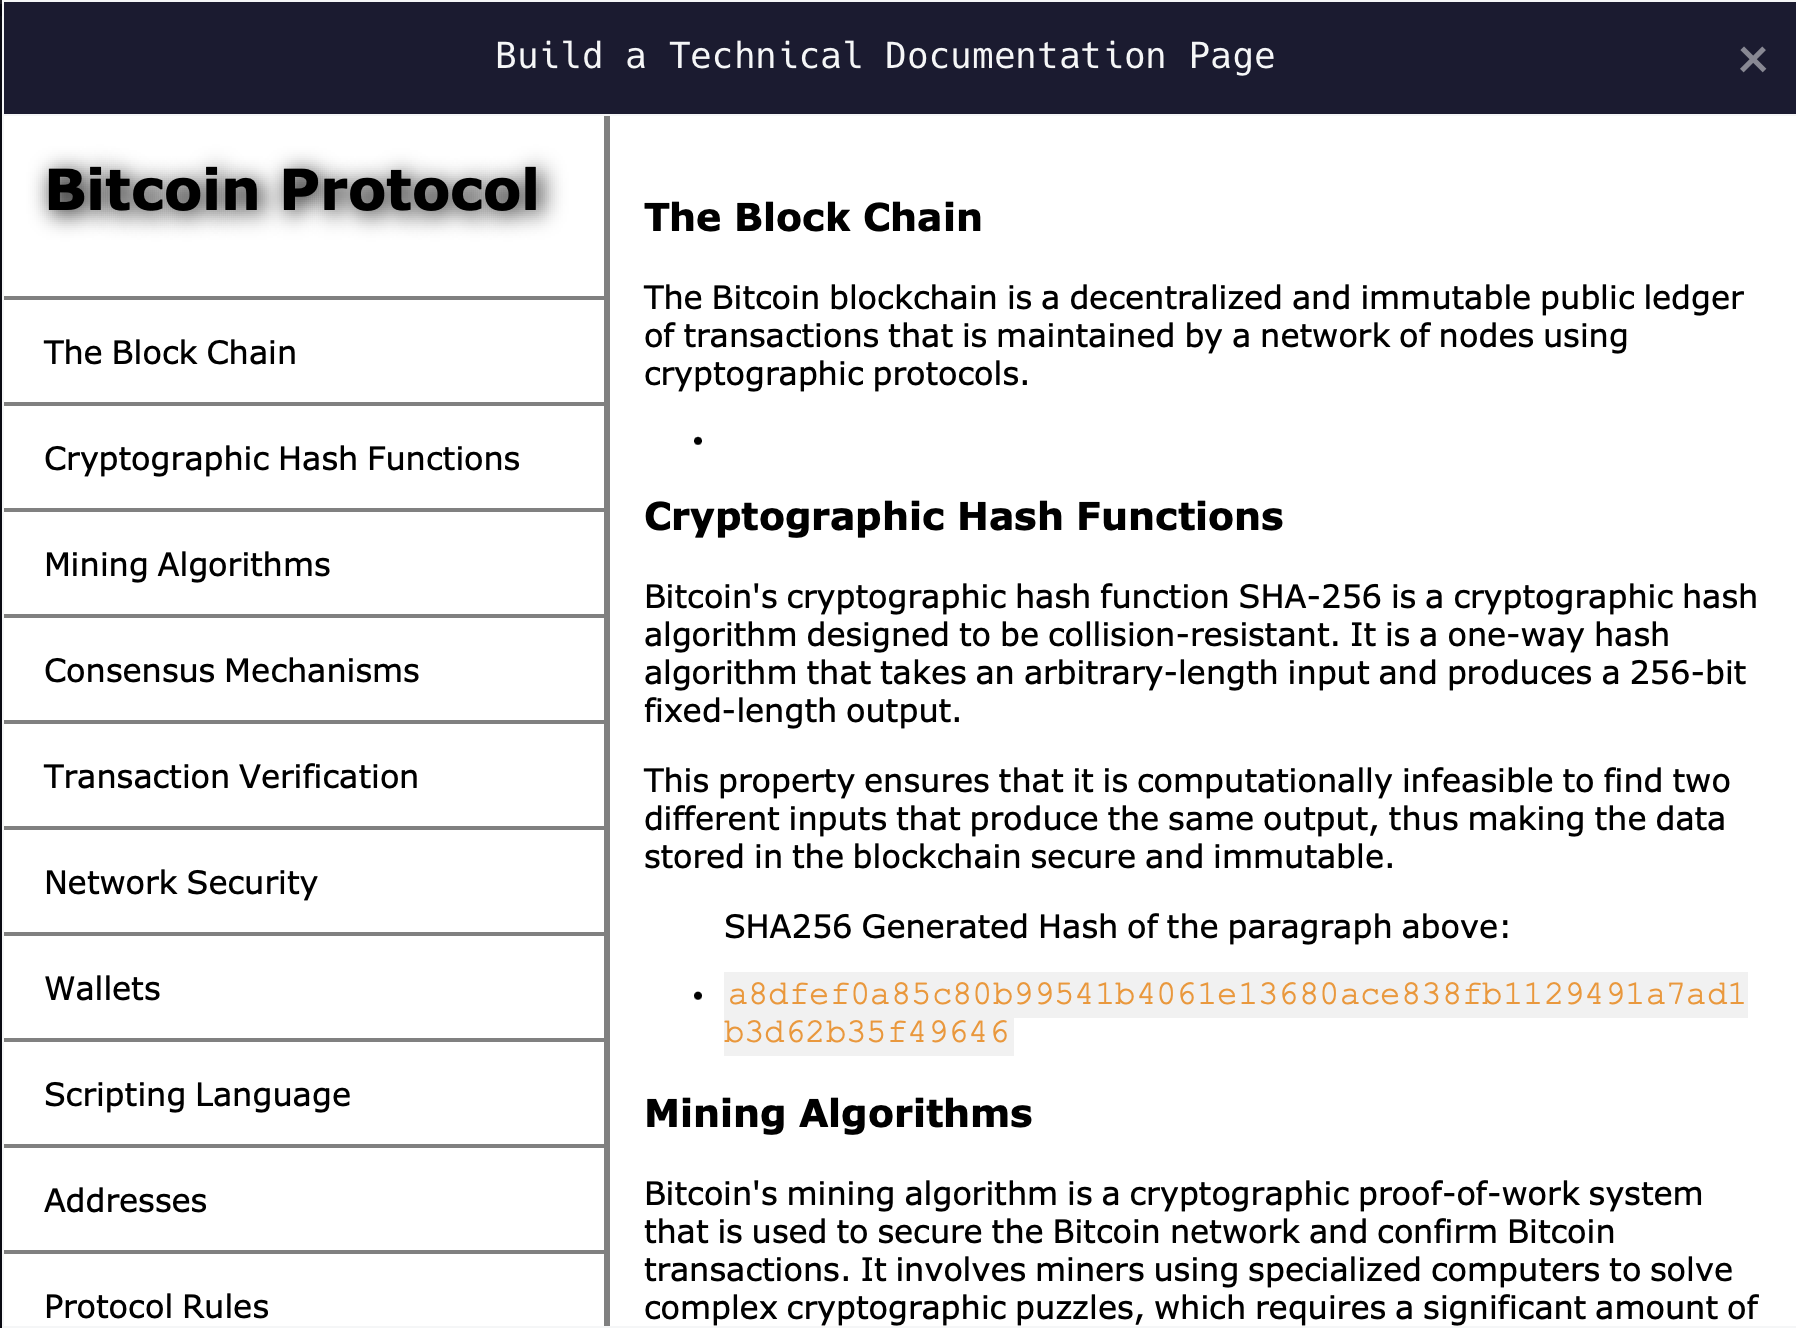 Build a Technical Documentation Page
×
Bitcoin Protocol
The Block Chain
Cryptographic Hash Functions
Mining Algorithms
Consensus Mechanisms
Transaction Verification
Network Security
Wallets
Scripting Language
Addresses
Protocol Rules
The Block Chain
The Bitcoin blockchain is a decentralized and immutable public ledger
of transactions that is maintained by a network of nodes using
cryptographic protocols.
•
Cryptographic Hash Functions
Bitcoin's cryptographic hash function SHA-256 is a cryptographic hash
algorithm designed to be collision-resistant. It is a one-way hash
algorithm that takes an arbitrary-length input and produces a 256-bit
fixed-length output.
This property ensures that it is computationally infeasible to find two
different inputs that produce the same output, thus making the data
stored in the blockchain secure and immutable.
SHA256 Generated Hash of the paragraph above:
• a8dfef0a85c80b99541b4061e13680ace838fb1129491a7ad1
b3d62b35f49646
Mining Algorithms
Bitcoin's mining algorithm is a cryptographic proof-of-work system
that is used to secure the Bitcoin network and confirm Bitcoin
transactions. It involves miners using specialized computers to solve
complex cryptographic puzzles, which requires a significant amount of